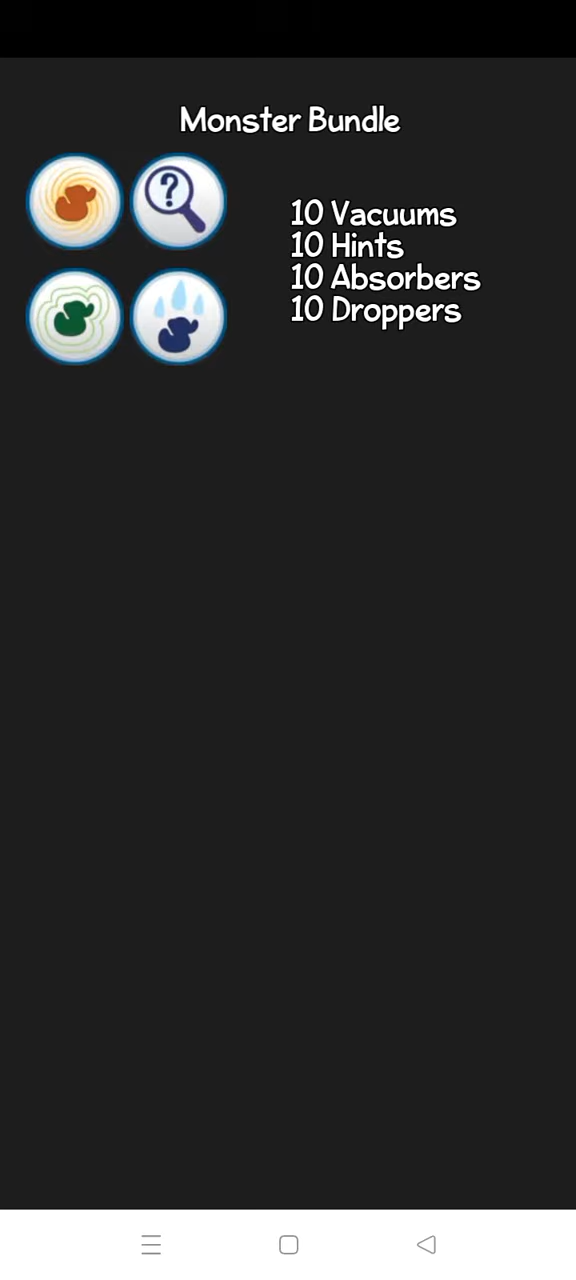 Monster Bundle
?
10 Vacuums
10 Hints
10 Absorbers
10 Droppers